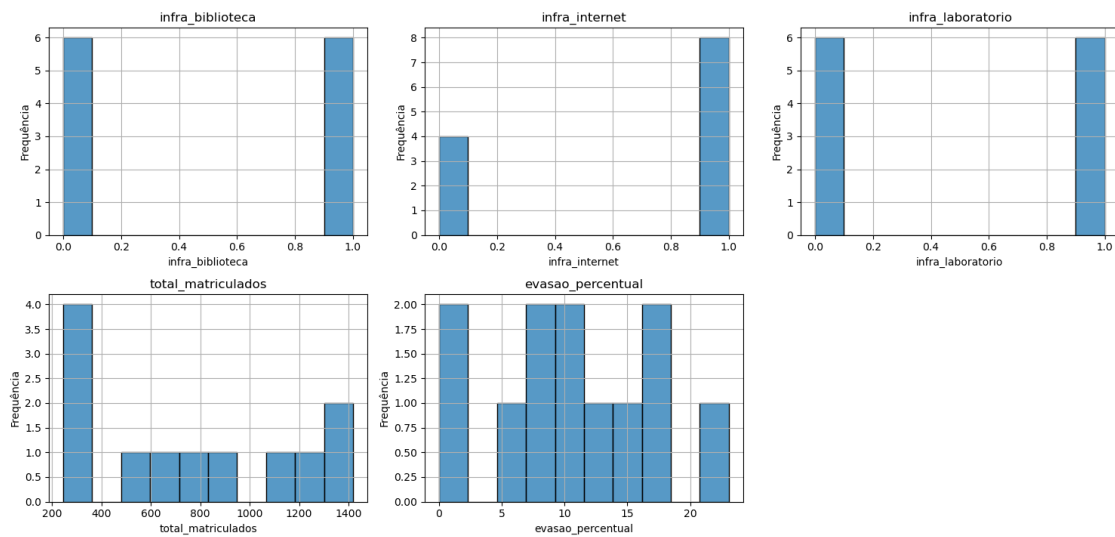 infra_biblioteca
Frequência
6
5
4
3
2
1
0
0.0 0.2 0.4 0.6 0.8 1.0
infra_biblioteca
infra_internet
Frequência
8
7
6
5
4
3
2
1
0
0.0 0.2 0.4 0.6 0.8 1.0
infra_internet
infra_laboratorio
Frequência
6
5
4
3
2
1
0
0.0 0.2 0.4 0.6 0.8 1.0
infra_laboratorio
total_matriculados
Frequência
4.0
3.5
3.0
2.5
2.0
1.5
1.0
0.5
0.0
200 400 600 800 1000 1200 1400
total_matriculados
evasao_percentual
Frequência
2.00
1.75
1.50
1.25
1.00
0.75
0.50
0.25
0.00
0 5 10 15 20
evasao_percentual